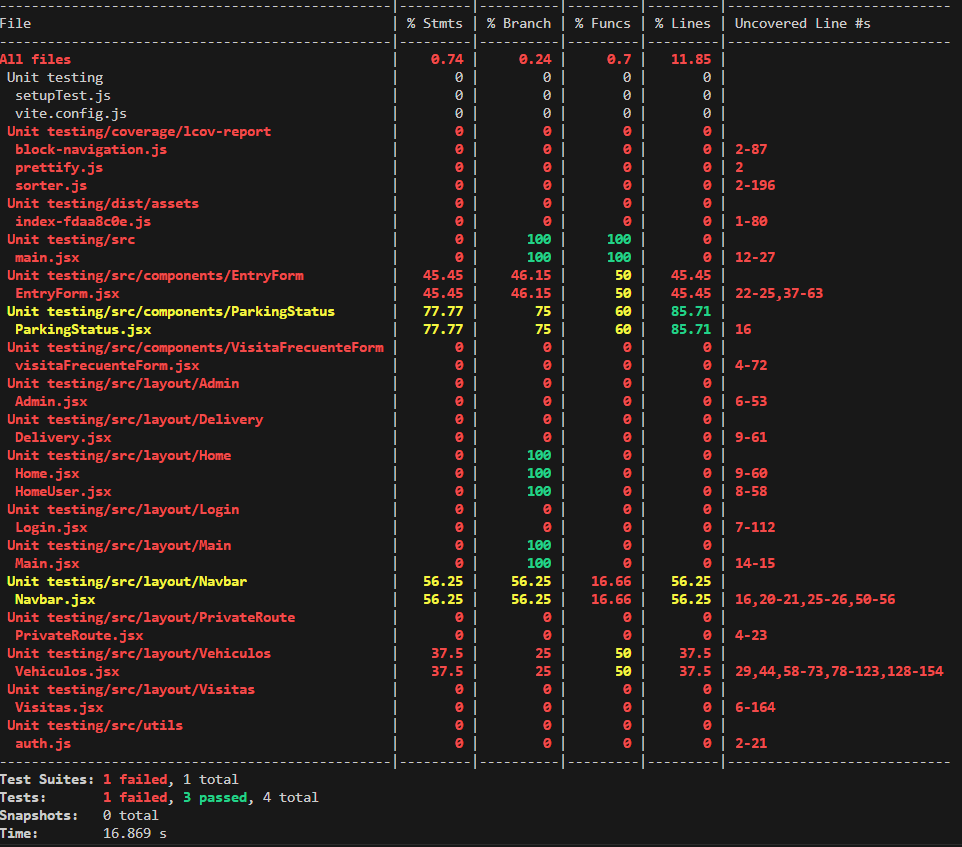 File | % Stmts | % Branch | % Funcs | % Lines | Uncovered Line #s
All files | 0.74 | 0.24 | 0.7 | 11.85 |
Unit testing | 0 | 0 | 0 | 0 |
setupTest.js | 0 | 0 | 0 | 0 |
vite.config.js | 0 | 0 | 0 | 0 |
Unit testing/coverage/lcov-report | 0 | 0 | 0 | 0 |
block-navigation.js | 0 | 0 | 0 | 0 | 2-87
prettify.js | 0 | 0 | 0 | 0 | 2
sorter.js | 0 | 0 | 0 | 0 | 2-196
Unit testing/dist/assets | 0 | 0 | 0 | 0 |
index-fdaa8c0e.js | 0 | 0 | 0 | 0 | 1-80
Unit testing/src | 0 | 100 | 100 | 0 |
main.jsx | 0 | 100 | 100 | 0 | 12-27
Unit testing/src/components/EntryForm | 45.45 | 46.15 | 50 | 45.45 |
EntryForm.jsx | 45.45 | 46.15 | 50 | 45.45 | 22-25,37-63
Unit testing/src/components/ParkingStatus | 77.77 | 75 | 60 | 85.71 |
ParkingStatus.jsx | 77.77 | 75 | 60 | 85.71 | 16
Unit testing/src/components/VisitaFrecuenteForm | 0 | 0 | 0 | 0 |
visitaFrecuenteForm.jsx | 0 | 0 | 0 | 0 | 4-72
Unit testing/src/layout/Admin | 0 | 0 | 0 | 0 |
Admin.jsx | 0 | 0 | 0 | 0 | 6-53
Unit testing/src/layout/Delivery | 0 | 0 | 0 | 0 |
Delivery.jsx | 0 | 0 | 0 | 0 | 9-61
Unit testing/src/layout/Home | 0 | 100 | 0 | 0 |
Home.jsx | 0 | 100 | 0 | 0 | 9-60
HomeUser.jsx | 0 | 100 | 0 | 0 | 8-58
Unit testing/src/layout/Login | 0 | 0 | 0 | 0 |
Login.jsx | 0 | 0 | 0 | 0 | 7-112
Unit testing/src/layout/Main | 0 | 100 | 0 | 0 |
Main.jsx | 0 | 100 | 0 | 0 | 14-15
Unit testing/src/layout/Navbar | 56.25 | 56.25 | 16.66 | 56.25 |
Navbar.jsx | 56.25 | 56.25 | 16.66 | 56.25 | 16,20-21,25-26,50-56
Unit testing/src/layout/PrivateRoute | 0 | 0 | 0 | 0 |
PrivateRoute.jsx | 0 | 0 | 0 | 0 | 4-23
Unit testing/src/layout/Vehiculos | 37.5 | 25 | 50 | 37.5 |
Vehiculos.jsx | 37.5 | 25 | 50 | 37.5 | 29,44,58-73,78-123,128-154
Unit testing/src/layout/Visitas | 0 | 0 | 0 | 0 |
Visitas.jsx | 0 | 0 | 0 | 0 | 6-164
Unit testing/src/utils | 0 | 0 | 0 | 0 |
auth.js | 0 | 0 | 0 | 0 | 2-21
Test Suites: 1 failed, 1 total
Tests: 1 failed, 3 passed, 4 total
Snapshots: 0 total
Time: 16.869 s